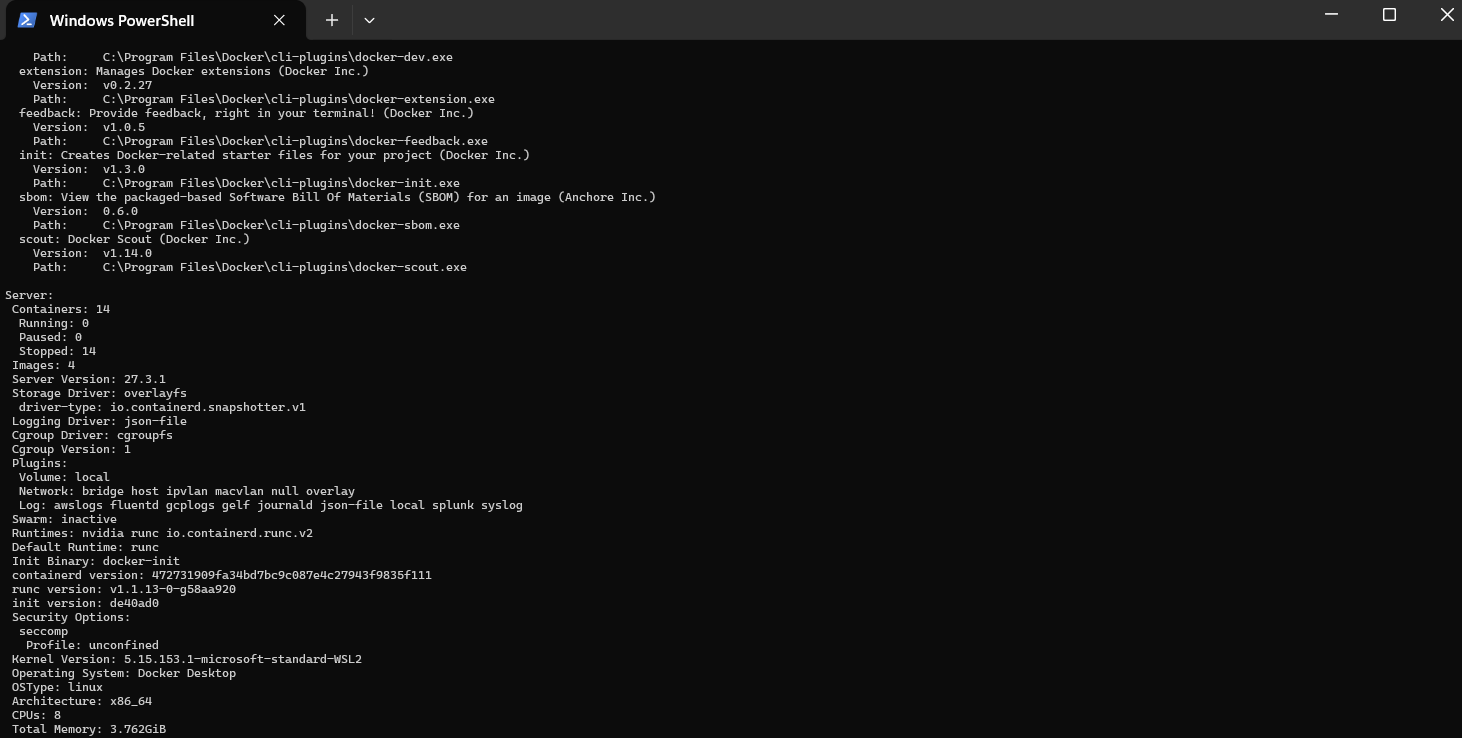 Windows PowerShell
Path: C:\Program Files\Docker\cli-plugins\docker-dev.exe
extension: Manages Docker extensions (Docker Inc.)
Version: v0.2.27
Path: C:\Program Files\Docker\cli-plugins\docker-extension.exe
feedback: Provide feedback, right in your terminal! (Docker Inc.)
Version: v1.0.5
Path: C:\Program Files\Docker\cli-plugins\docker-feedback.exe
init: Creates Docker-related starter files for your project (Docker Inc.)
Version: v1.3.0
Path: C:\Program Files\Docker\cli-plugins\docker-init.exe
sbom: View the packaged-based Software Bill Of Materials (SBOM) for an image (Anchore Inc.)
Version: 0.6.0
Path: C:\Program Files\Docker\cli-plugins\docker-sbom.exe
scout: Docker Scout (Docker Inc.)
Version: v1.14.0
Path: C:\Program Files\Docker\cli-plugins\docker-scout.exe
Server:
Containers: 14
Running: 0
Paused: 0
Stopped: 14
Images: 4
Server Version: 27.3.1
Storage Driver: overlayfs
driver-type: io.containerd.snapshotter.v1
Logging Driver: json-file
Cgroup Driver: cgroupfs
Cgroup Version: 1
Plugins:
Volume: local
Network: bridge host ipvlan macvlan null overlay
Log: awslogs fluentd gcplogs gelf journald json-file local splunk syslog
Swarm: inactive
Runtimes: nvidia runc io.containerd.runc.v2
Default Runtime: runc
Init Binary: docker-init
containerd version: 472731909fa34bd7bc9c087e4c27943f9835f111
runc version: v1.1.13-0-g58aa920
init version: de40ad0
Security Options:
seccomp
Profile: unconfined
Kernel Version: 5.15.153.1-microsoft-standard-WSL2
Operating System: Docker Desktop
OSType: linux
Architecture: x86_64
CPUs: 8
Total Memory: 3.762GiB